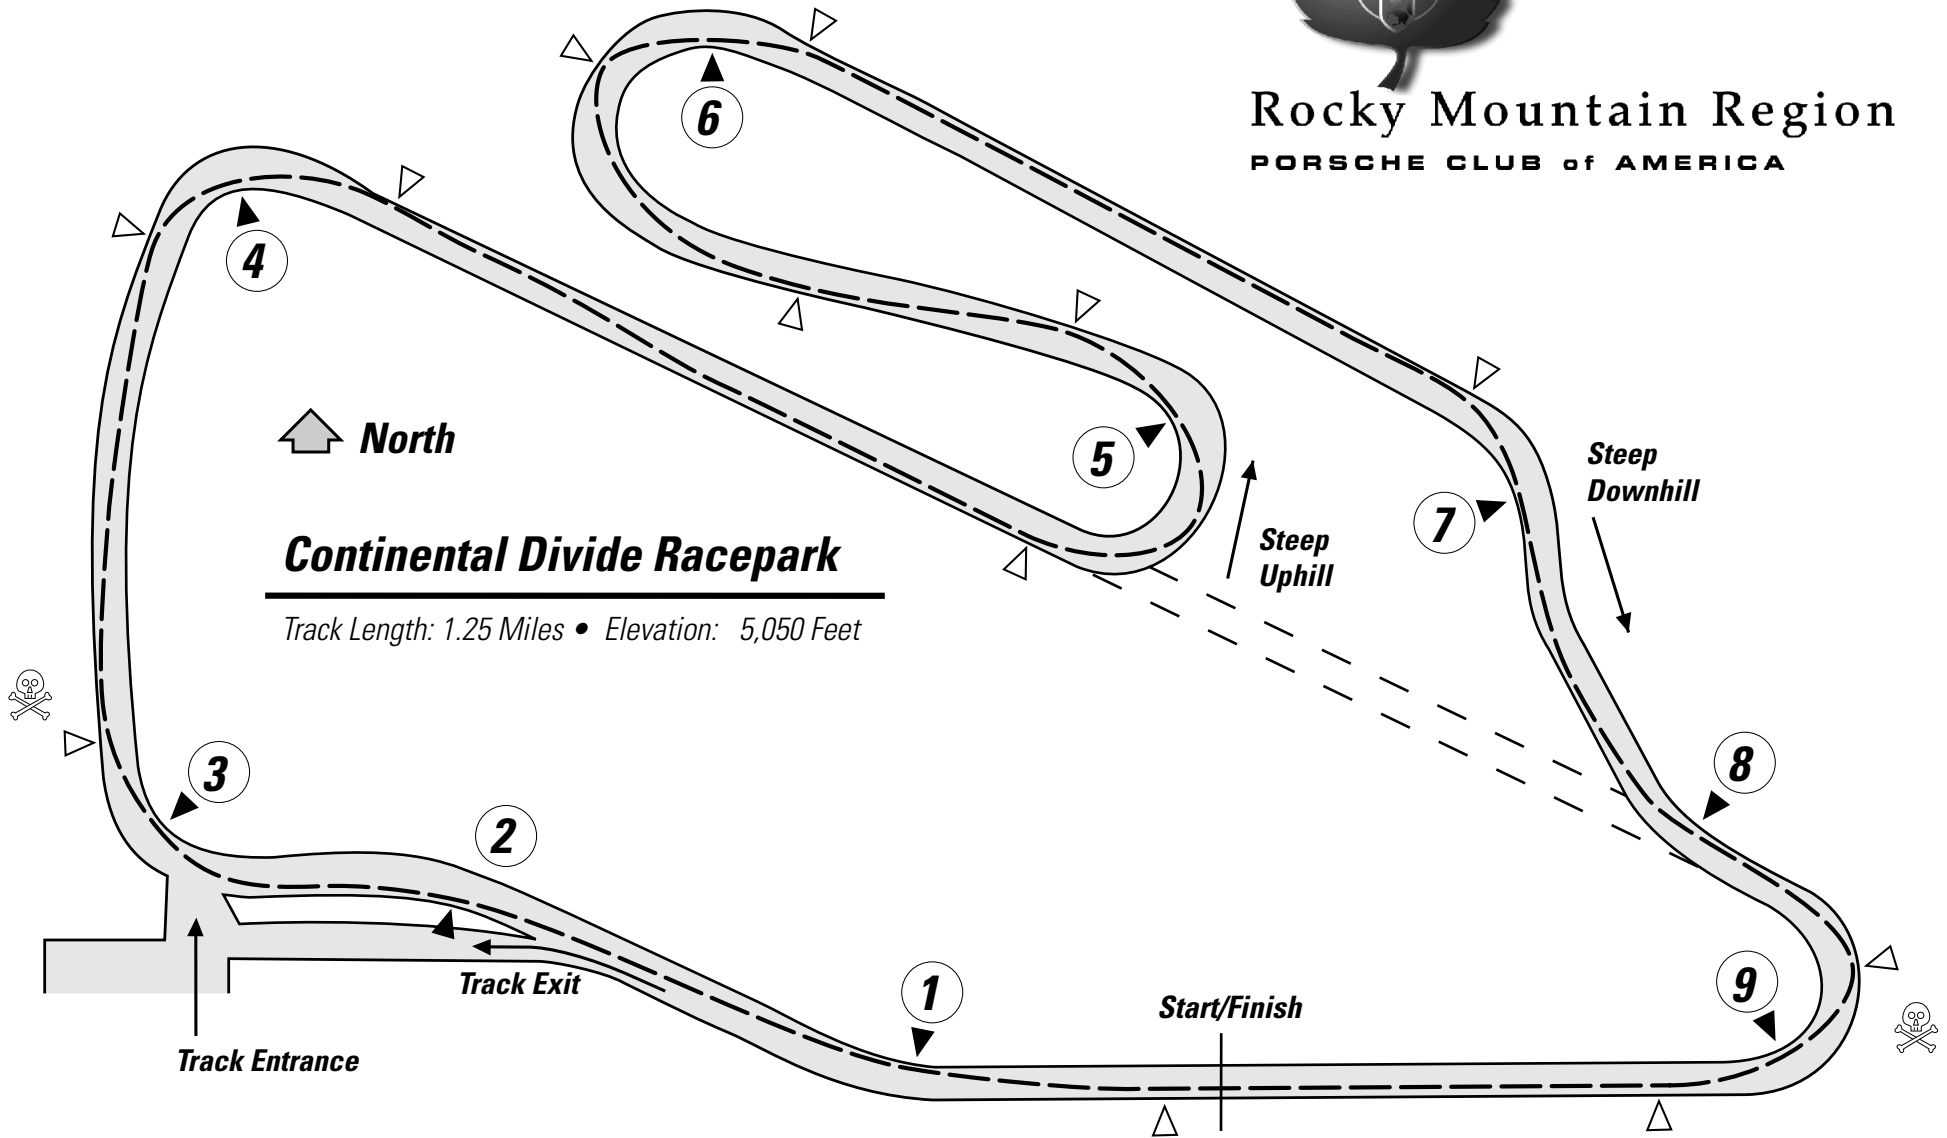 Rocky Mountain Region
PORSCHE CLUB of AMERICA
6
4
North
5
7
Steep
Downhill
Steep
Uphill
Continental Divide Racepark
Track Length: 1.25 Miles • Elevation: 5,050 Feet
3
8
2
Track Exit
1
9
Start/Finish
Track Entrance